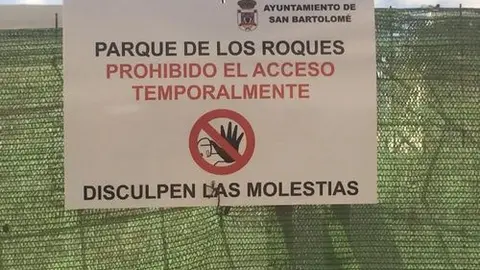 AYUNTAMIENTO DE
SAN BARTOLOMÉ
PARQUE DE LOS ROQUES
PROHIBIDO EL ACCESO
TEMPORALMENTE
DISCULPEN LAS MOLESTIAS